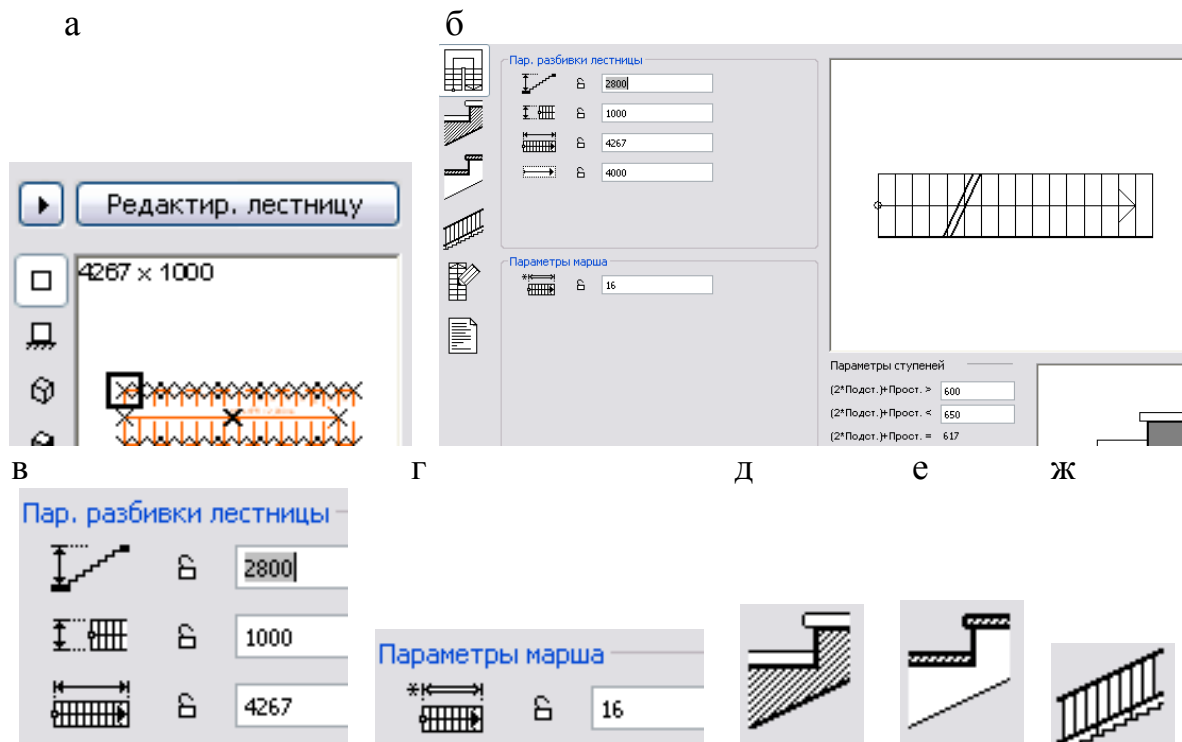 а
б
Редактир. лестницу
4267 × 1000
Пар. разбивки лестницы
2800
1000
4267
4000
Параметры марша
16
Параметры ступеней
(2*Подст.)+Прост. > 600
(2*Подст.)+Прост. < 650
(2*Подст.)+Прост. = 617
в
г
д
е
ж
Пар. разбивки лестницы
2800
1000
4267
Параметры марша
16